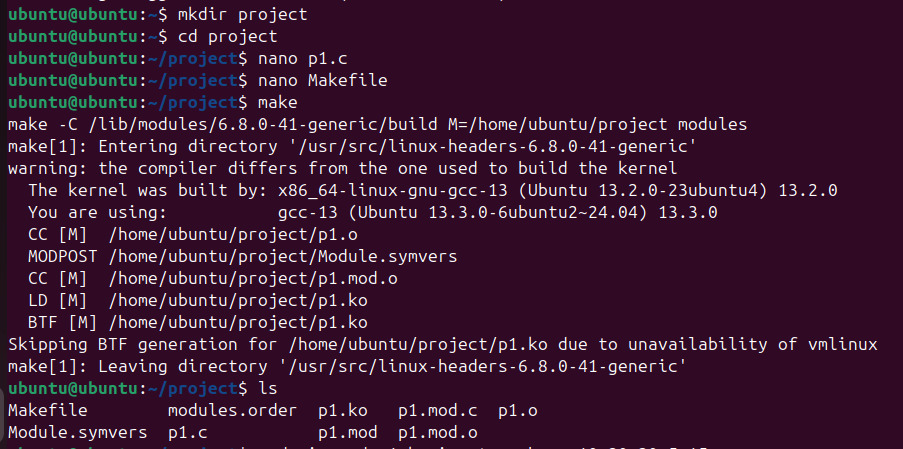 ubuntu@ubuntu:~$ mkdir project
ubuntu@ubuntu:~$ cd project
ubuntu@ubuntu:~/project$ nano p1.c
ubuntu@ubuntu:~/project$ nano Makefile
ubuntu@ubuntu:~/project$ make
make -C /lib/modules/6.8.0-41-generic/build M=/home/ubuntu/project modules
make[1]: Entering directory '/usr/src/linux-headers-6.8.0-41-generic'
warning: the compiler differs from the one used to build the kernel
  The kernel was built by: x86_64-linux-gnu-gcc-13 (Ubuntu 13.2.0-23ubuntu4) 13.2.0
  You are using:           gcc-13 (Ubuntu 13.3.0-6ubuntu2~24.04) 13.3.0
  CC [M]  /home/ubuntu/project/p1.o
  MODPOST /home/ubuntu/project/Module.symvers
  CC [M]  /home/ubuntu/project/p1.mod.o
  LD [M]  /home/ubuntu/project/p1.ko
  BTF [M] /home/ubuntu/project/p1.ko
Skipping BTF generation for /home/ubuntu/project/p1.ko due to unavailability of vmlinux
make[1]: Leaving directory '/usr/src/linux-headers-6.8.0-41-generic'
ubuntu@ubuntu:~/project$ ls
Makefile        modules.order  p1.ko   p1.mod.c  p1.o
Module.symvers  p1.c           p1.mod  p1.mod.o